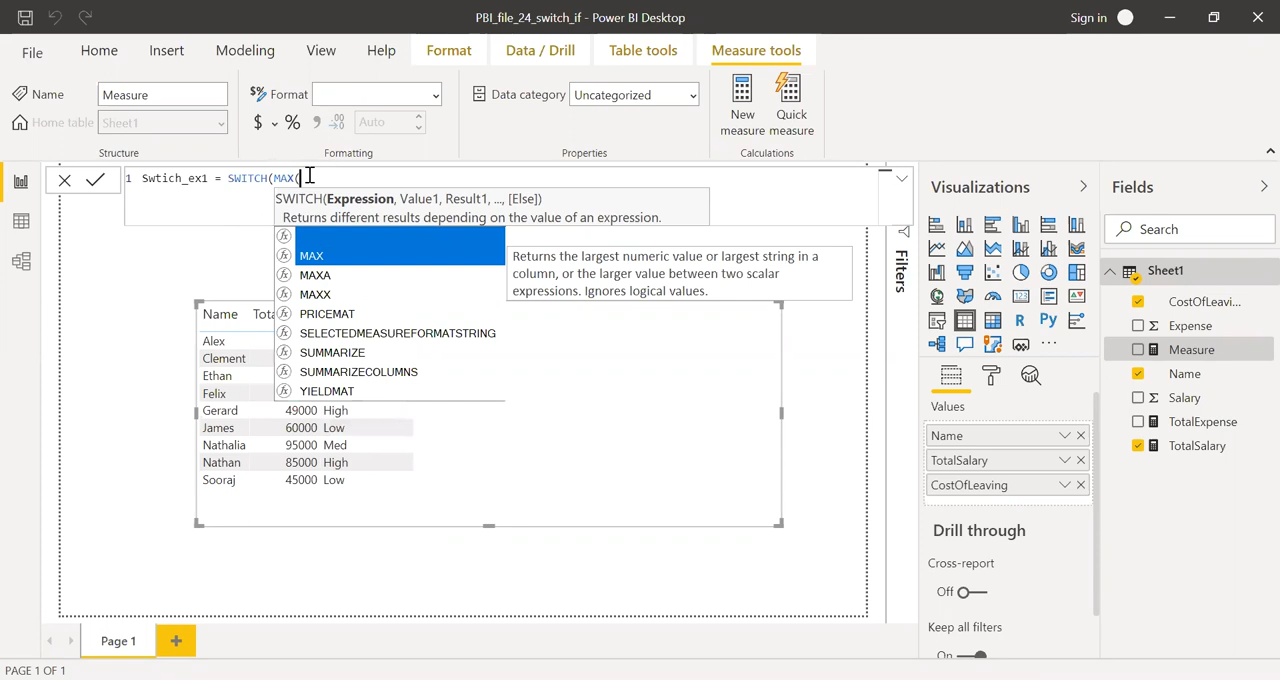 PBI_file_24_switch_if - Power BI Desktop
Sign in
File
Home
Insert
Modeling
View
Help
Format
Data / Drill
Table tools
Measure tools
Name
Measure
Home table
Sheet1
Structure
$% Format
$ % 9 .00
Auto
Formatting
Data category
Uncategorized
Properties
New measure
Quick measure
Calculations
1 Swtich_ex1 = SWITCH(MAX(
SWITCH(Expression, Value1, Result1, ..., [Else])
Returns different results depending on the value of an expression.
MAX
MAXA
MAXX
PRICEMAT
SELECTEDMEASUREFORMATSTRING
SUMMARIZE
SUMMARIZECOLUMNS
YIELDMAT
Returns the largest numeric value or largest string in a
column, or the larger value between two scalar
expressions. Ignores logical values.
Name Tota
Alex
Clement
Ethan
Felix
Gerard 49000 High
James 60000 Low
Nathalia 95000 Med
Nathan 85000 High
Sooraj 45000 Low
Filters
Visualizations
R
Py
Values
Name
TotalSalary
CostOfLeaving
Drill through
Cross-report
Off
Keep all filters
On
Fields
Search
Sheet1
CostOfLeavi...
Expense
Measure
Name
Salary
TotalExpense
TotalSalary
Page 1
PAGE 1 OF 1